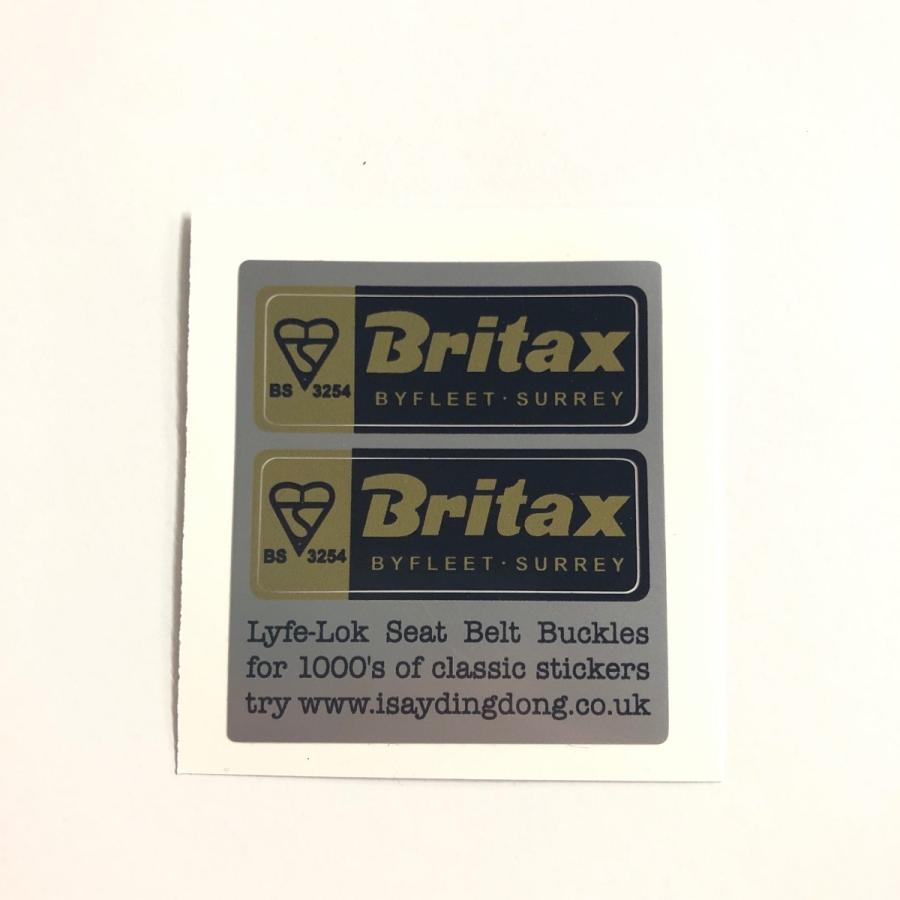 Britax
BS 3254
BYFLEET · SURREY
Britax
BS 3254
BYFLEET · SURREY
Lyfe-Lok Seat Belt Buckles
for 1000's of classic stickers
try www.isaydingdong.co.uk